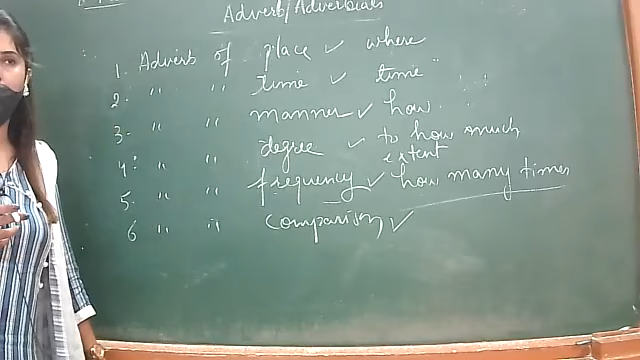 Adverb/Adverbials
1. Adverb of place ✓ where
2. " " time ✓ time
3. " " manner ✓ how
4. " " degree ✓ to how much
extent
5. " " frequency ✓ how many times
6 " " comparison ✓